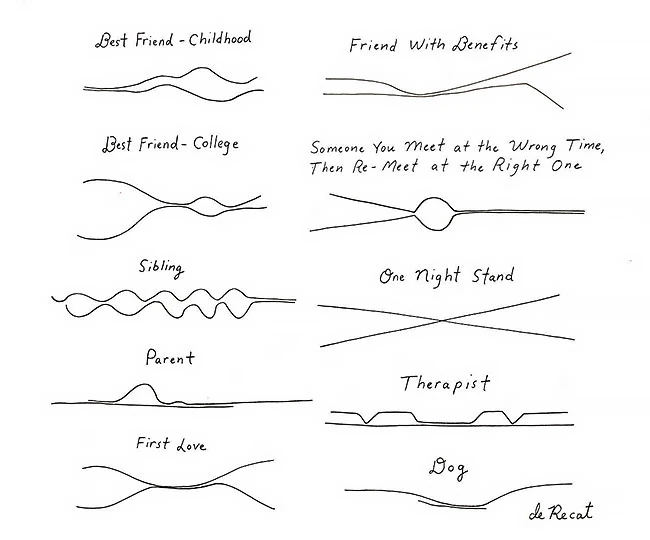 Best Friend - Childhood
Best Friend - College
Sibling
Parent
First Love
Friend With Benefits
Someone You Meet at the Wrong Time,
Then Re-Meet at the Right One
One Night Stand
Therapist
Dog
de Recat